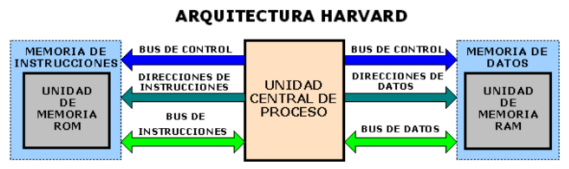 ARQUITECTURA HARVARD
MEMORIA DE
INSTRUCCIONES
UNIDAD
DE
MEMORIA
ROM
BUS DE CONTROL
DIRECCIONES DE
INSTRUCCIONES
BUS DE
INSTRUCCIONES
UNIDAD
CENTRAL DE
PROCESO
BUS DE CONTROL
DIRECCIONES DE
DATOS
BUS DE DATOS
MEMORIA DE
DATOS
UNIDAD
DE
MEMORIA
RAM